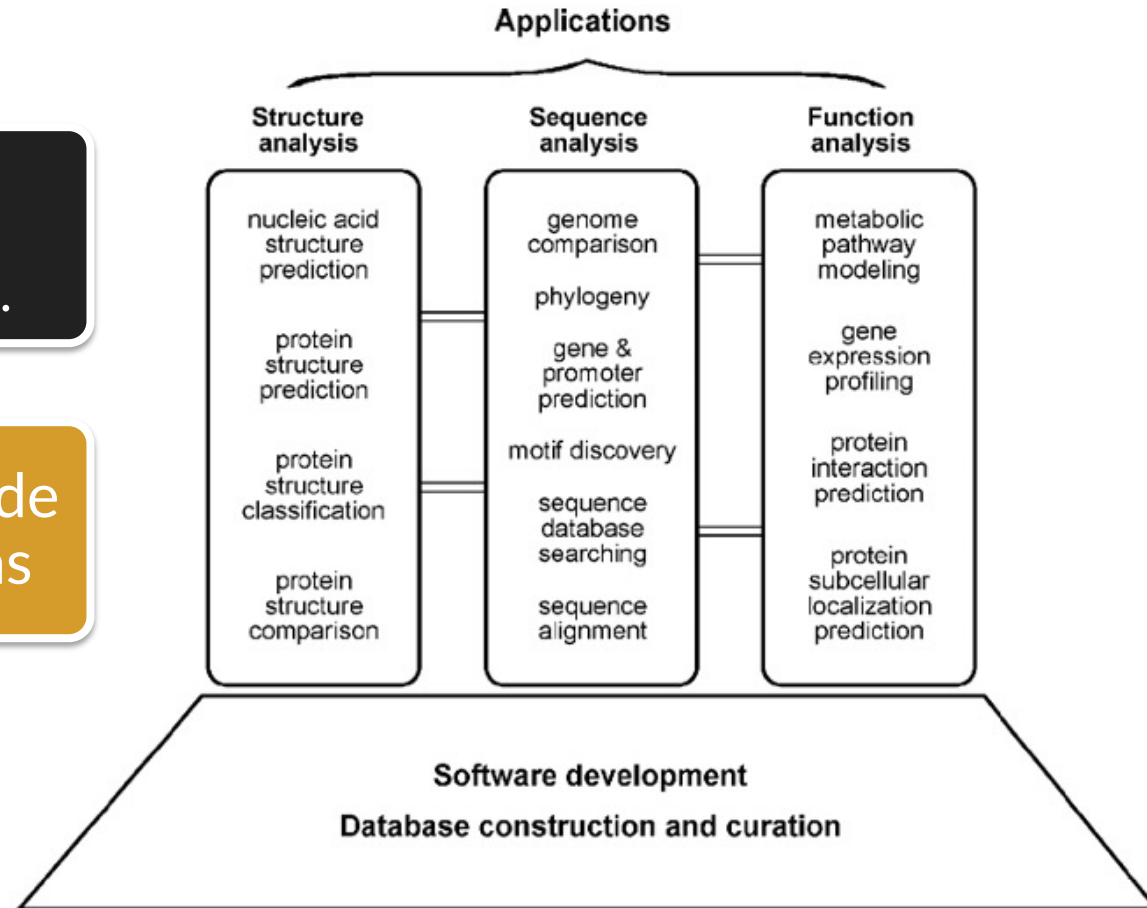 Applications
Structure
analysis
nucleic acid
structure
prediction
protein
structure
prediction
protein
structure
classification
protein
structure
comparison
Sequence
analysis
genome
comparison
phylogeny
gene &
promoter
prediction
motif discovery
sequence
database
searching
sequence
alignment
Function
analysis
metabolic
pathway
modeling
gene
expression
profiling
protein
interaction
prediction
protein
subcellular
localization
prediction
Software development
Database construction and curation
.
de